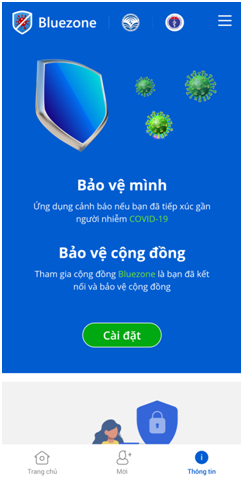 Bluezone
Bảo vệ mình
Ứng dụng cảnh báo nếu bạn đã tiếp xúc gần
người nhiễm COVID-19
Bảo vệ cộng đồng
Tham gia cộng đồng Bluezone là bạn đã kết
nối và bảo vệ cộng đồng
Cài đặt
Trang chủ
Mời
Thông tin